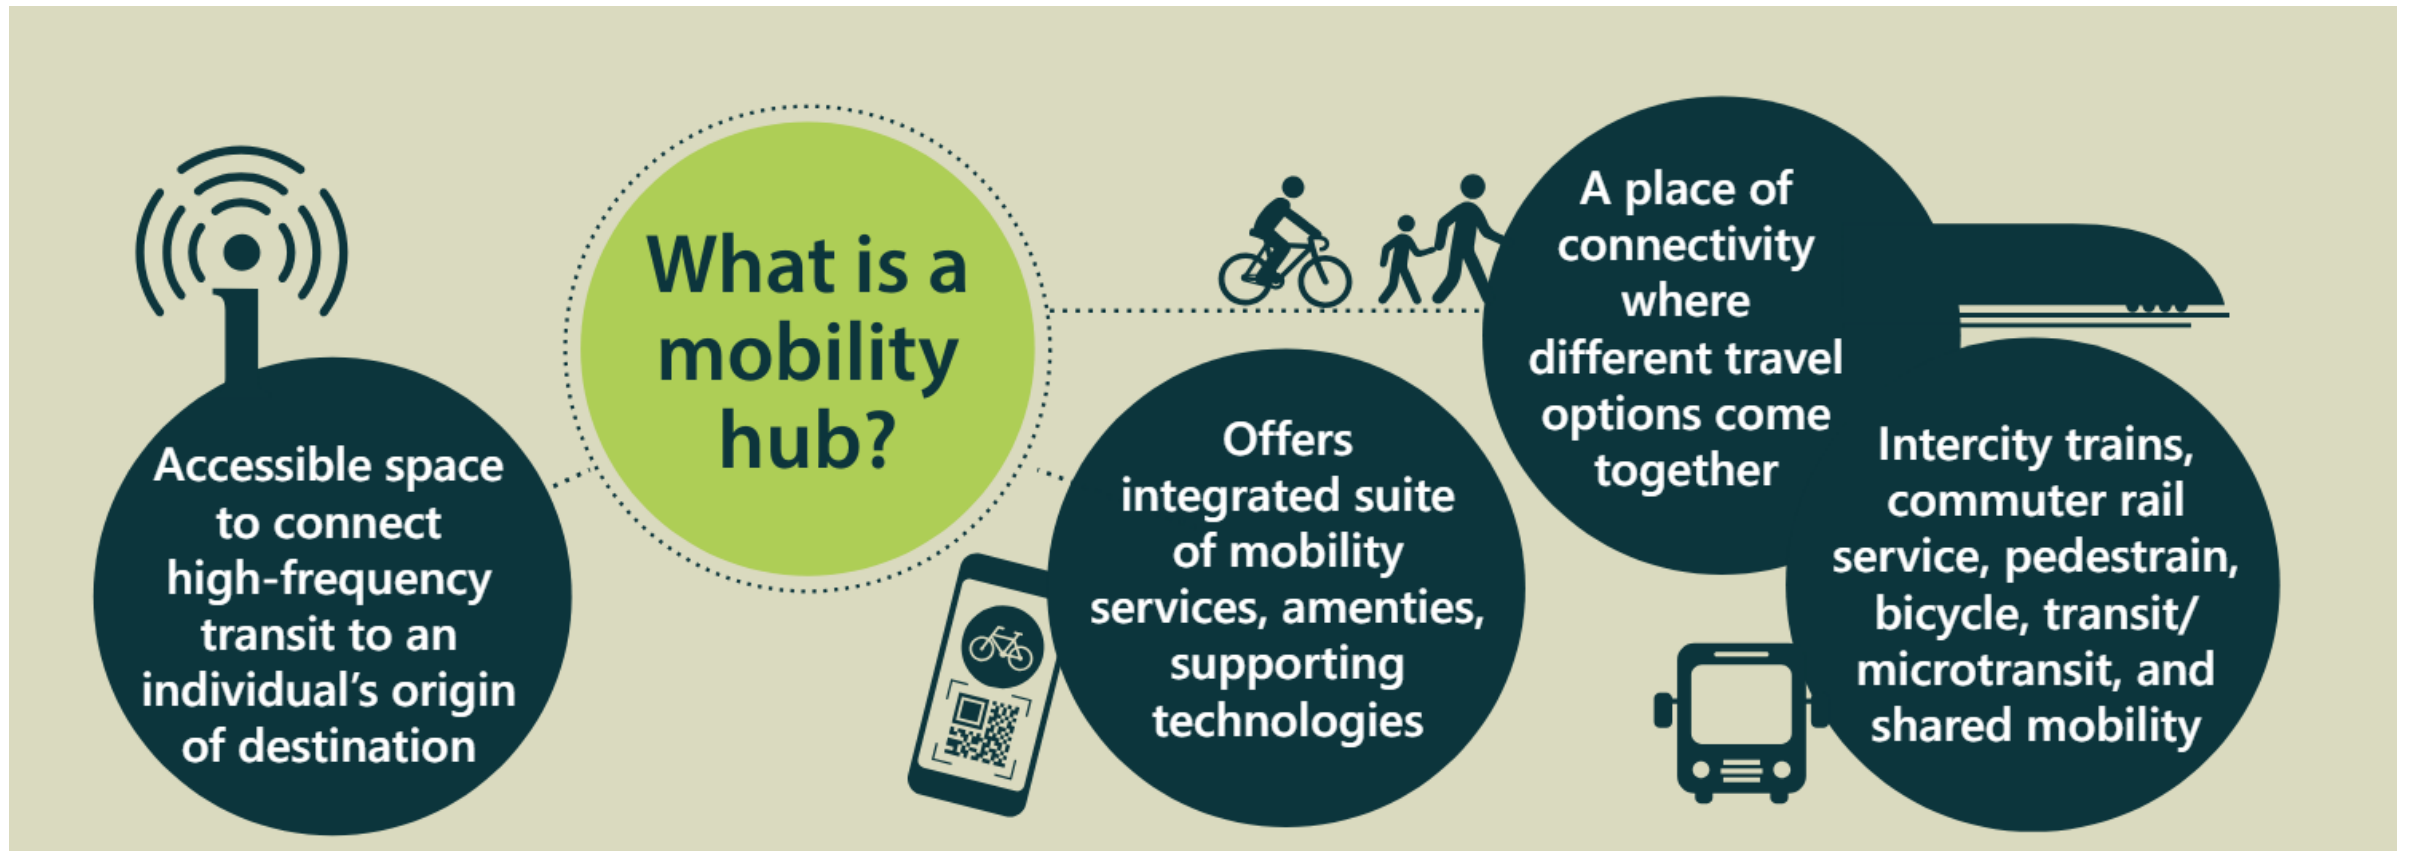 What is a
mobility
hub?
Accessible space
to connect
high-frequency
transit to an
individual's origin
of destination
Offers
integrated suite
of mobility
services, amenties,
supporting
technologies
A place of
connectivity
where
different travel
options come
together
Intercity trains,
commuter rail
service, pedestrain,
bicycle, transit/
microtransit, and
shared mobility